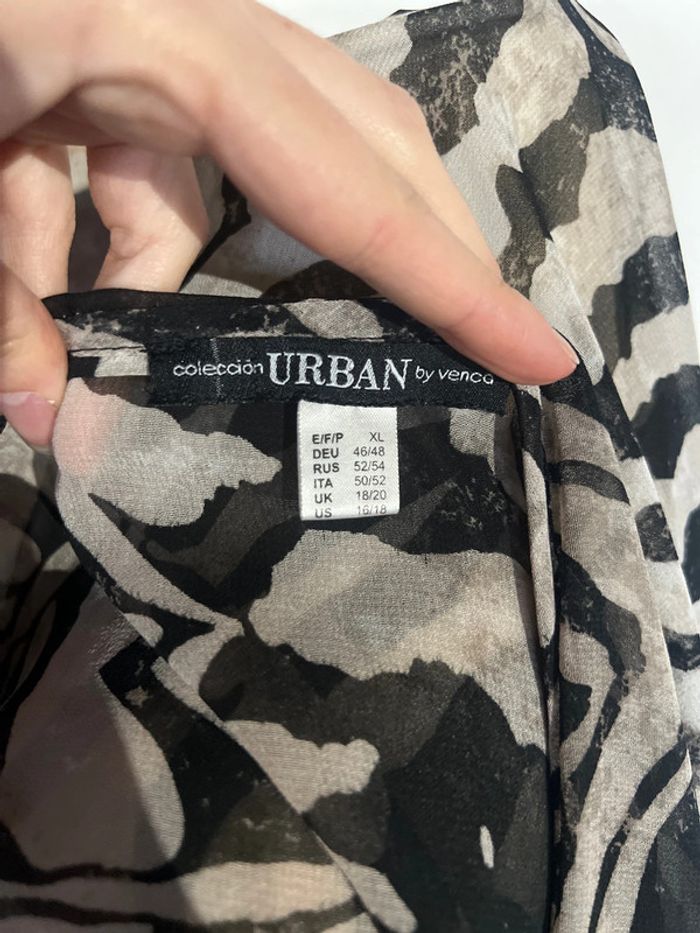 colección URBAN by venca
E/F/P XL
DEU 46/48
RUS 52/54
ITA 50/52
UK 18/20
US 16/18